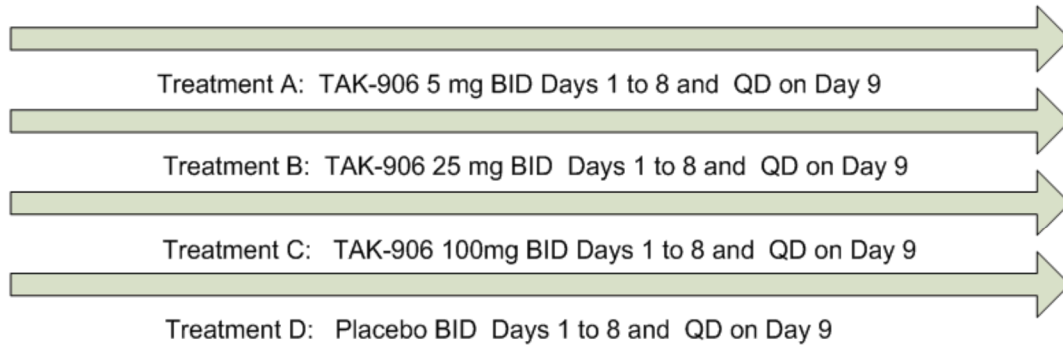 Treatment A: TAK-906 5 mg BID Days 1 to 8 and QD on Day 9
Treatment B: TAK-906 25 mg BID Days 1 to 8 and QD on Day 9
Treatment C: TAK-906 100mg BID Days 1 to 8 and QD on Day 9
Treatment D: Placebo BID Days 1 to 8 and QD on Day 9